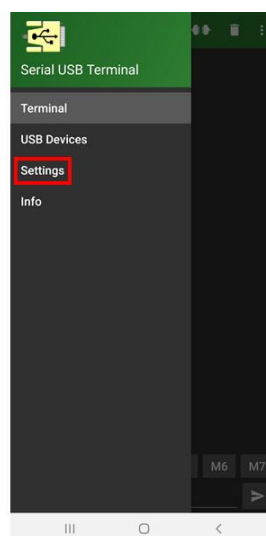 Serial USB Terminal
Terminal
USB Devices
Settings
Info
M6 M7